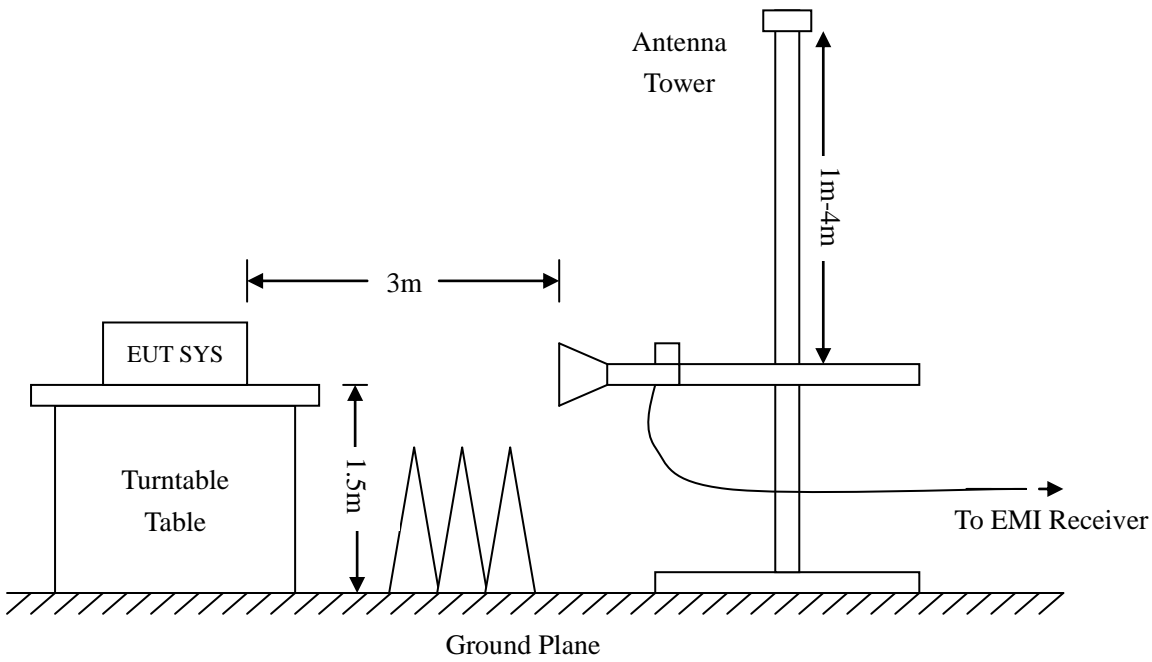 Antenna
Tower
1m-4m
3m
EUT SYS
1.5m
Turntable
Table
To EMI Receiver
Ground Plane